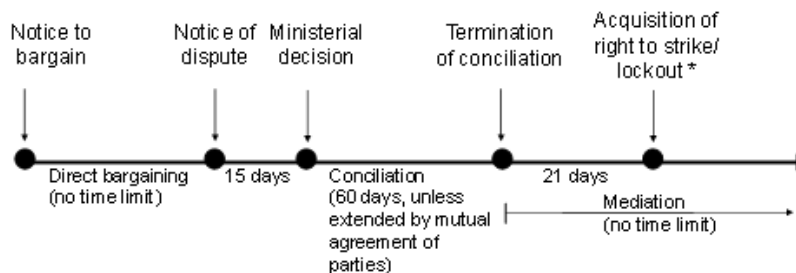 Notice to
bargain
Notice of
dispute
Ministerial
decision
Termination
of conciliation
Acquisition of
right to strike/
lockout *
Direct bargaining
(no time limit)
15 days
Conciliation
(60 days, unless
extended by mutual
agreement of
parties)
21 days
Mediation
(no time limit)